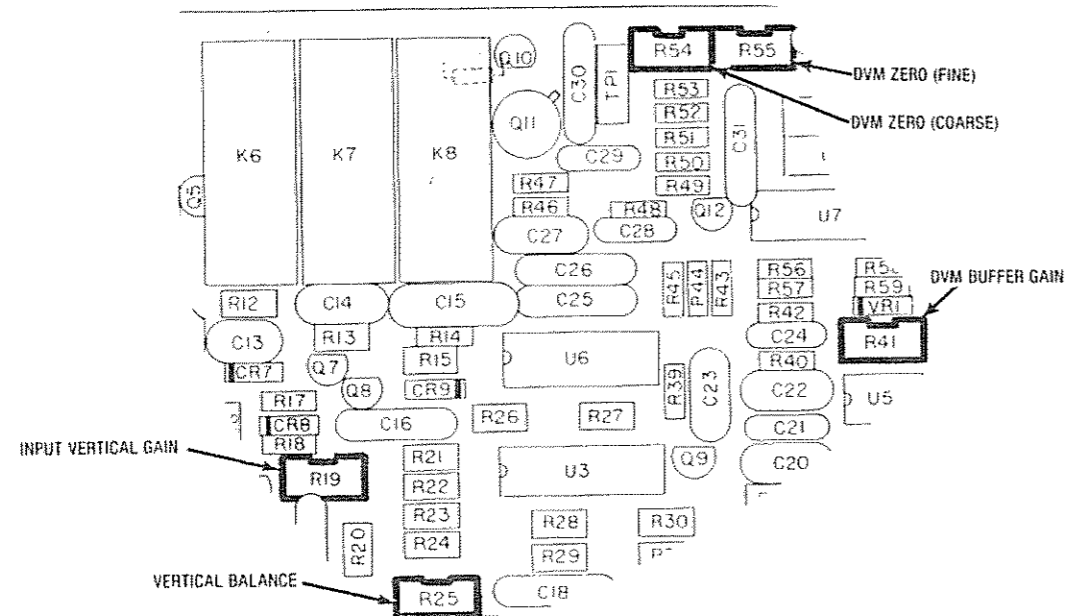 Q10
C30
TP1
R54
R55
DVM ZERO (FINE)
DVM ZERO (COARSE)
R53
R52
R51
R50
R49
C31
K6
K7
K8
Q11
C29
Q5
R47
R46
R48
Q12
C27
C28
U7
C26
C25
R45
P44
R43
R56
R57
R42
R59
VR1
DVM BUFFER GAIN
R12
C14
C15
C13
R13
R14
R15
U6
C24
R41
CR7
Q7
Q8
CR9
R39
C23
R40
C22
U5
R17
CR8
R18
C16
R26
R27
C21
INPUT VERTICAL GAIN
R19
R21
R22
R23
R24
U3
Q9
C20
R20
R28
R29
R30
VERTICAL BALANCE
R25
C18